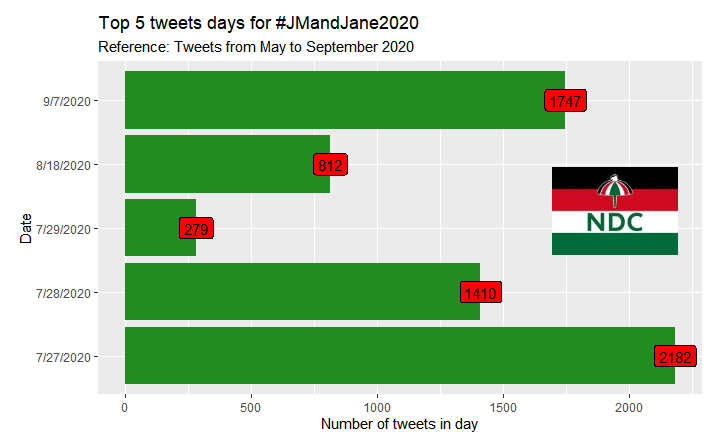 Top 5 tweets days for #JMandJane2020
Reference: Tweets from May to September 2020
9/7/2020
1747
8/18/2020
812
7/29/2020
279
7/28/2020
1410
7/27/2020
2182
NDC
Date
0 500 1000 1500 2000
Number of tweets in day